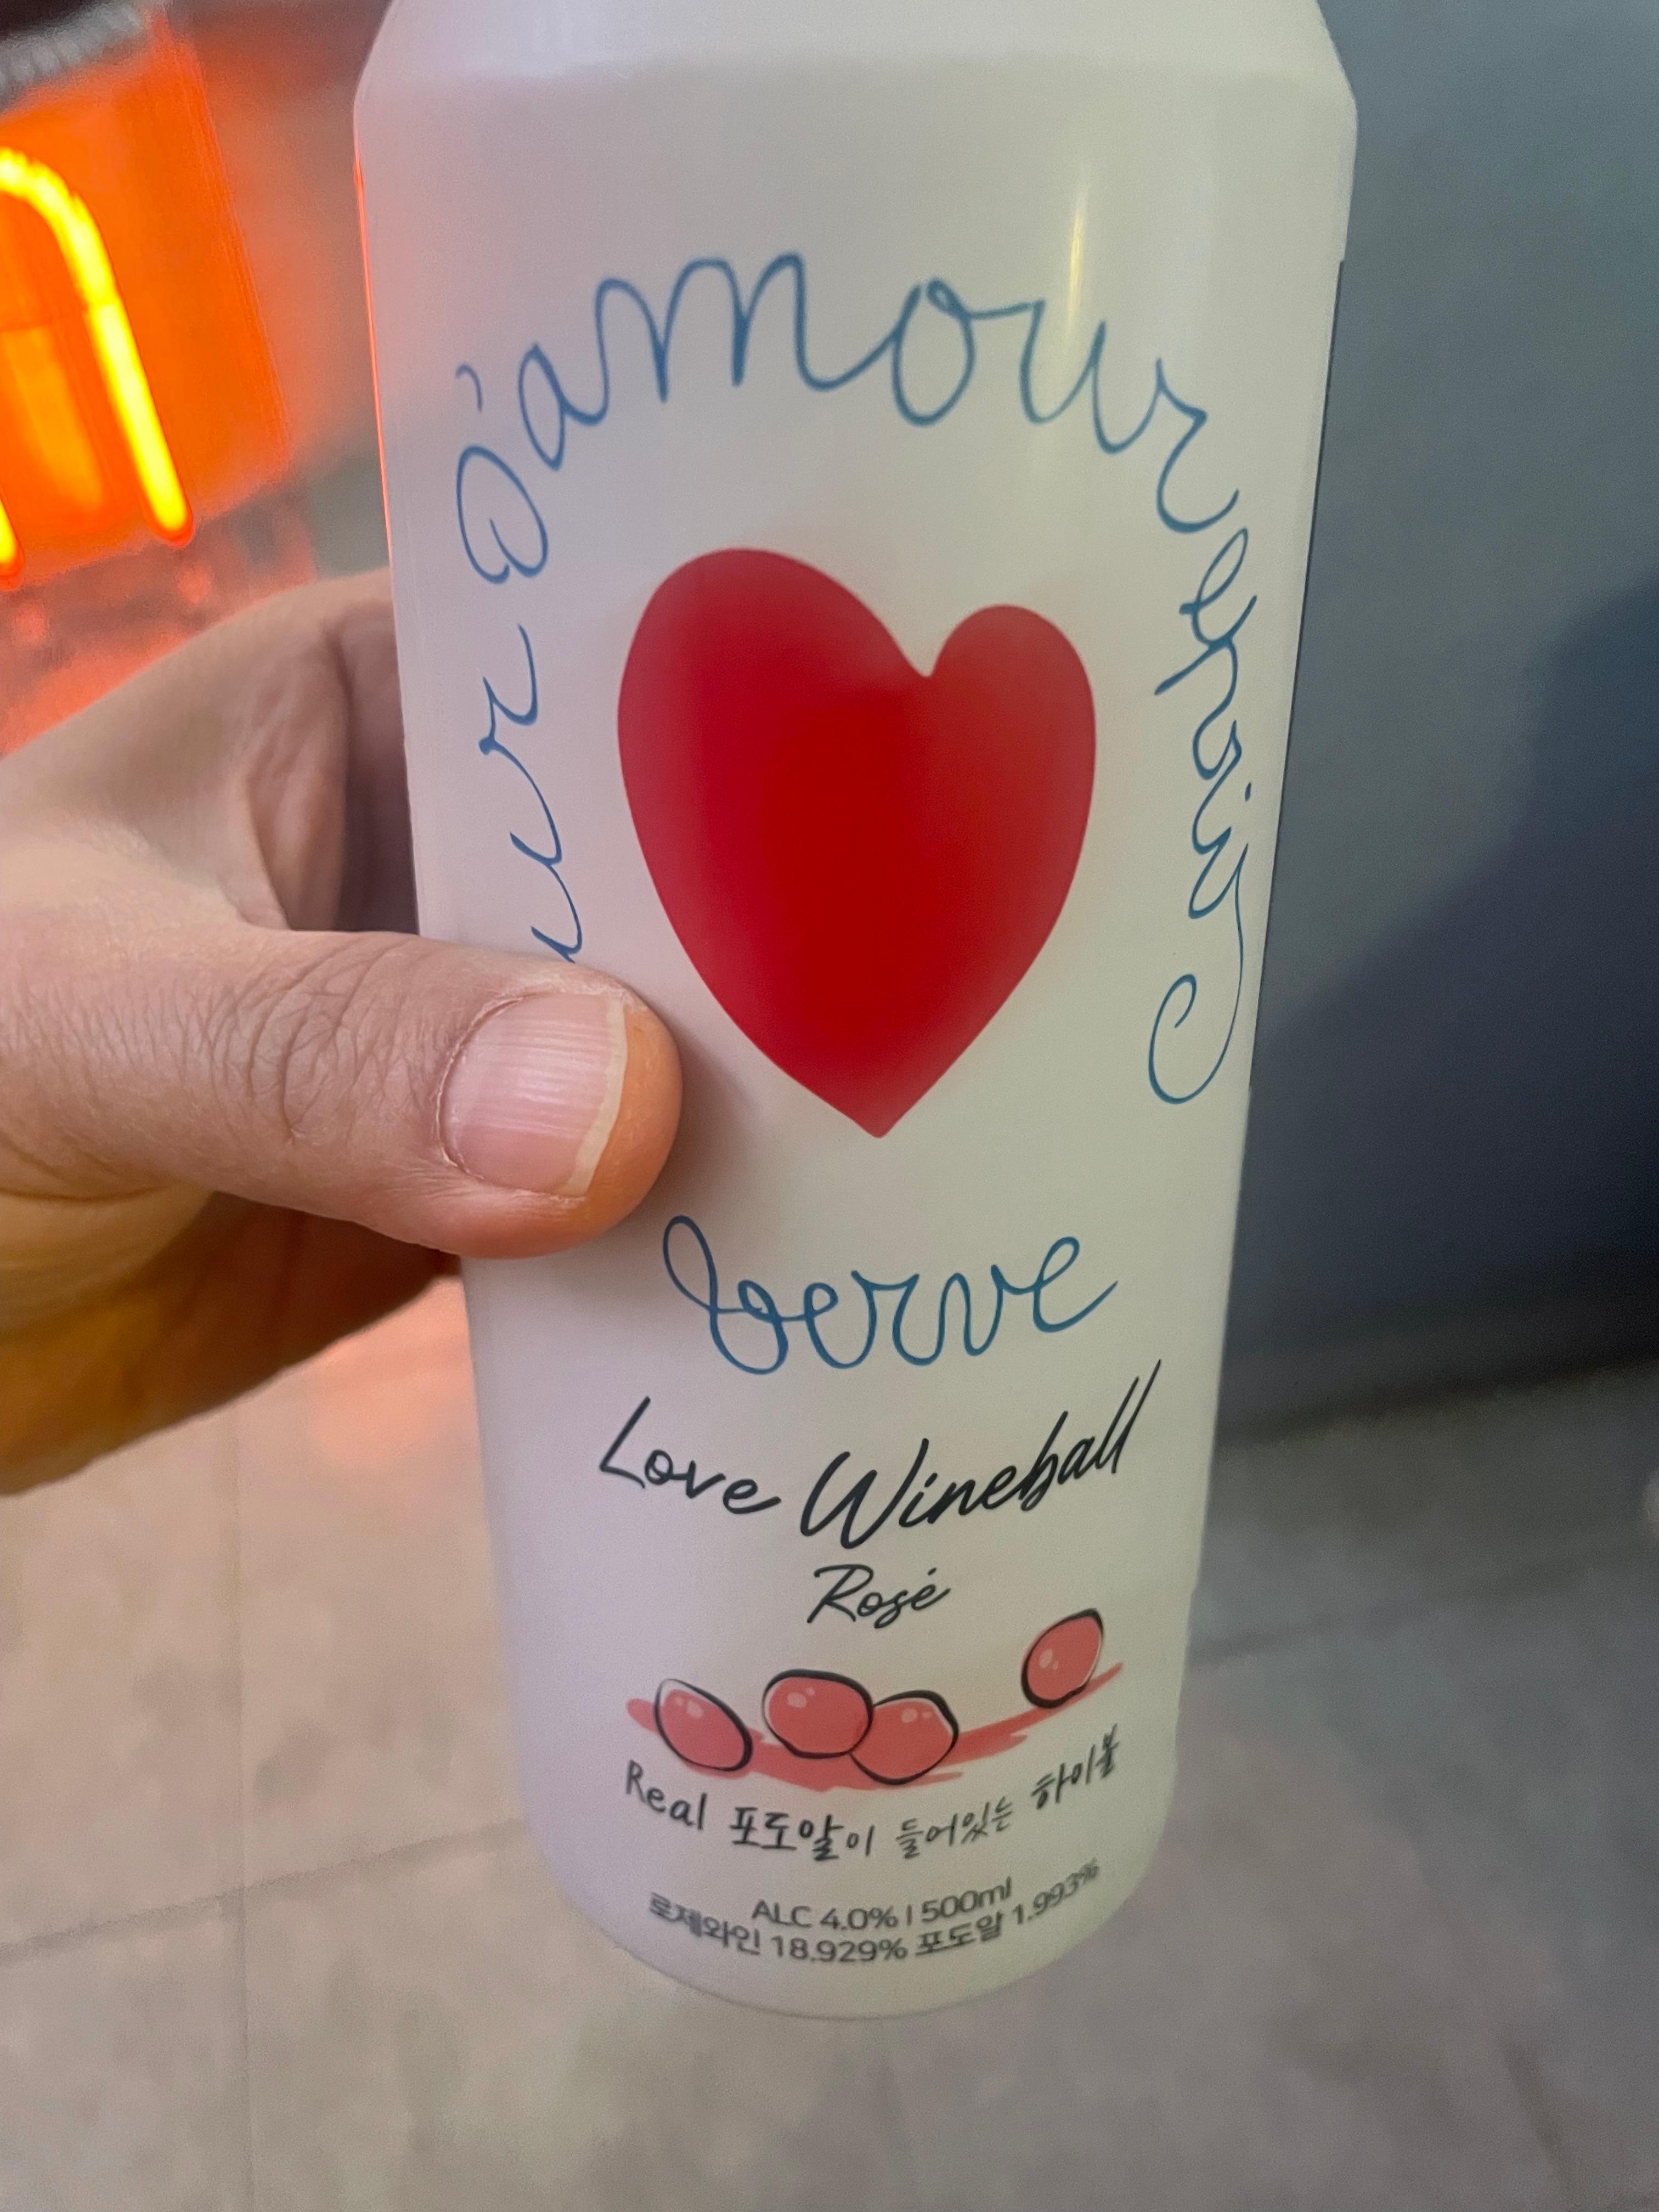 d'amour
verve
Love Wineball
Rosé
Real 포도알이 들어있는 하이볼
ALC 4.0% | 500ml
로제와인 18.929% 포도알 1.993%